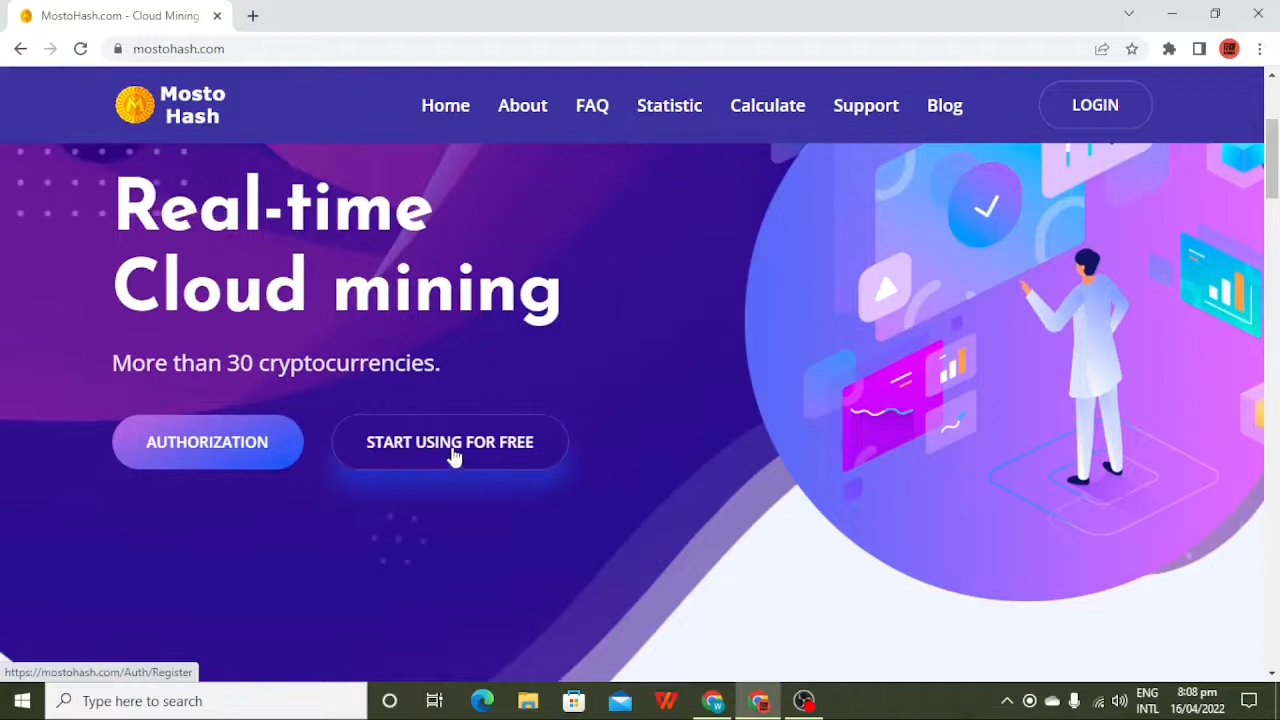 MostoHash.com - Cloud Mining
mostohash.com
Mosto
Hash
Home
About
FAQ
Statistic
Calculate
Support
Blog
LOGIN
Real-time
Cloud mining
More than 30 cryptocurrencies.
AUTHORIZATION
START USING FOR FREE
https://mostohash.com/Auth/Register
Type here to search
ENG
INTL
8:08 pm
16/04/2022